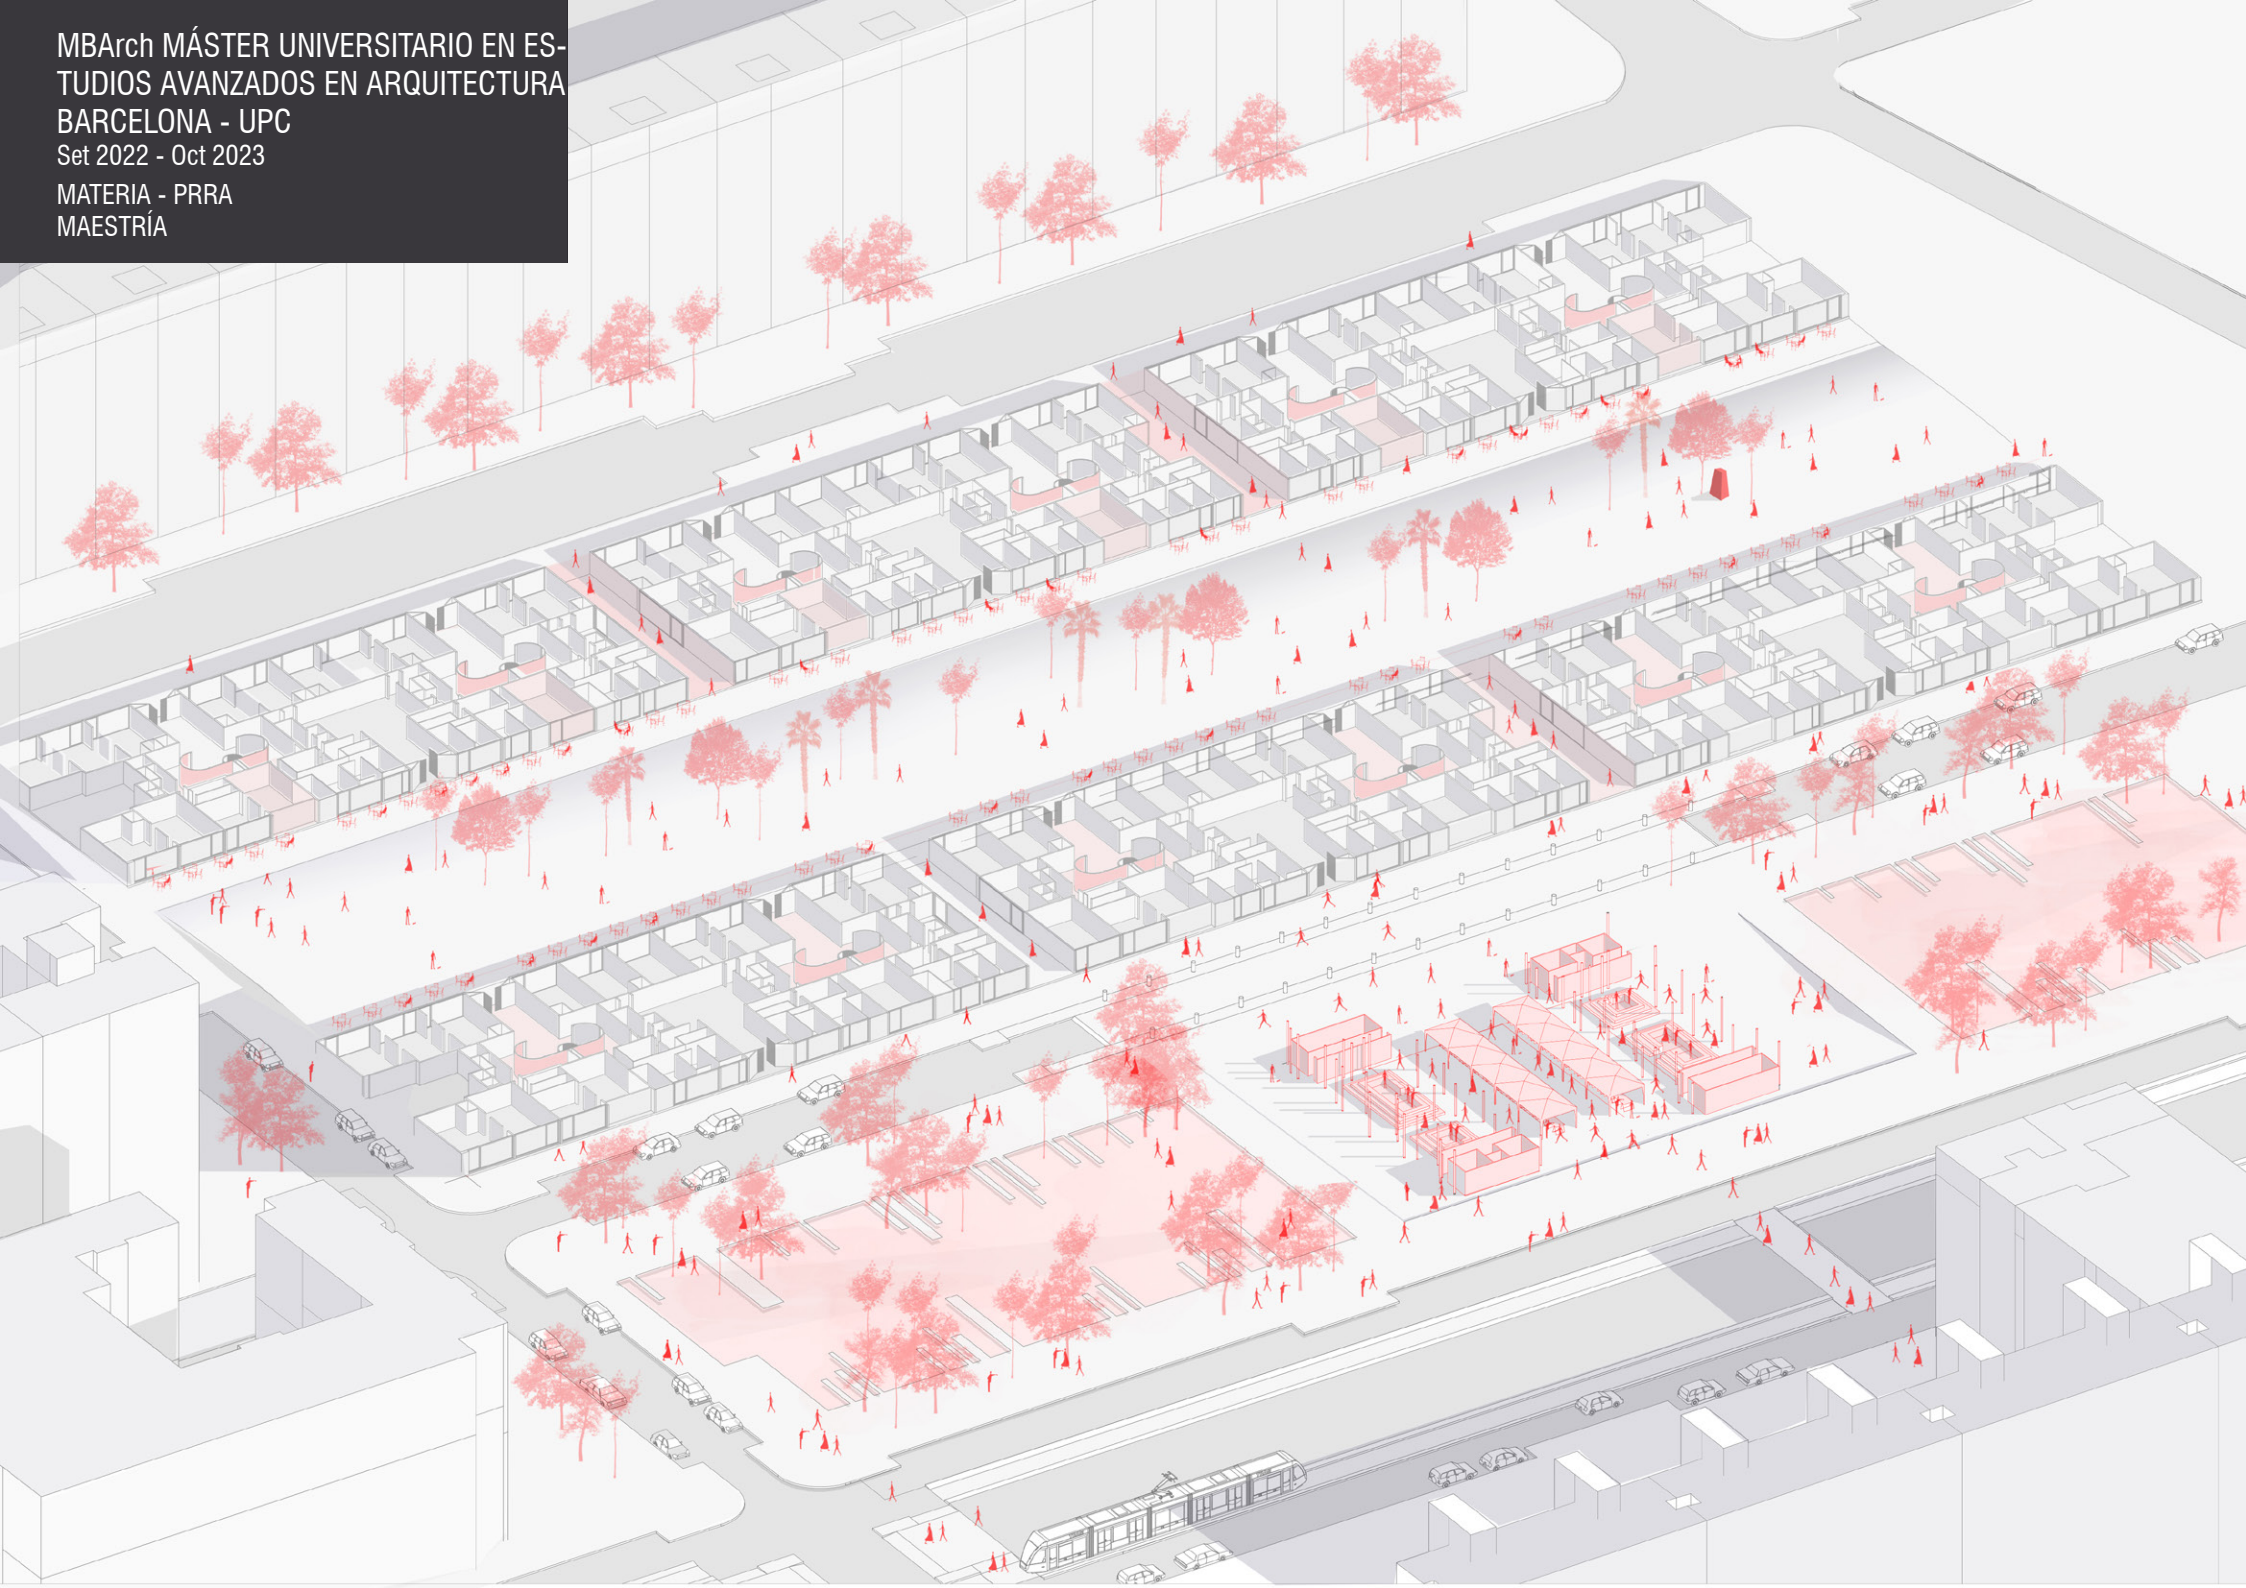 MBArch MÁSTER UNIVERSITARIO EN ES-
TUDIOS AVANZADOS EN ARQUITECTURA
BARCELONA - UPC
Set 2022 - Oct 2023
MATERIA - PRRA
MAESTRÍA